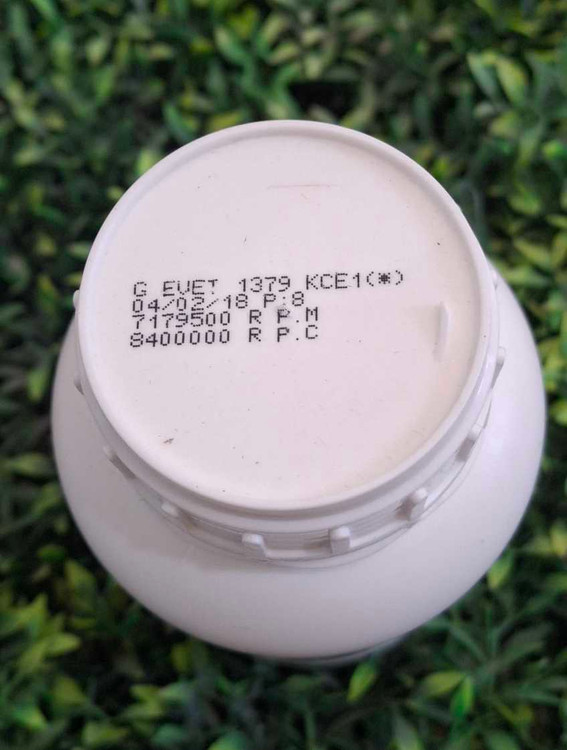 G EVET 1379 KCE1(*)
04/02/18 P:8
7179500 R P.M
8400000 R P.C